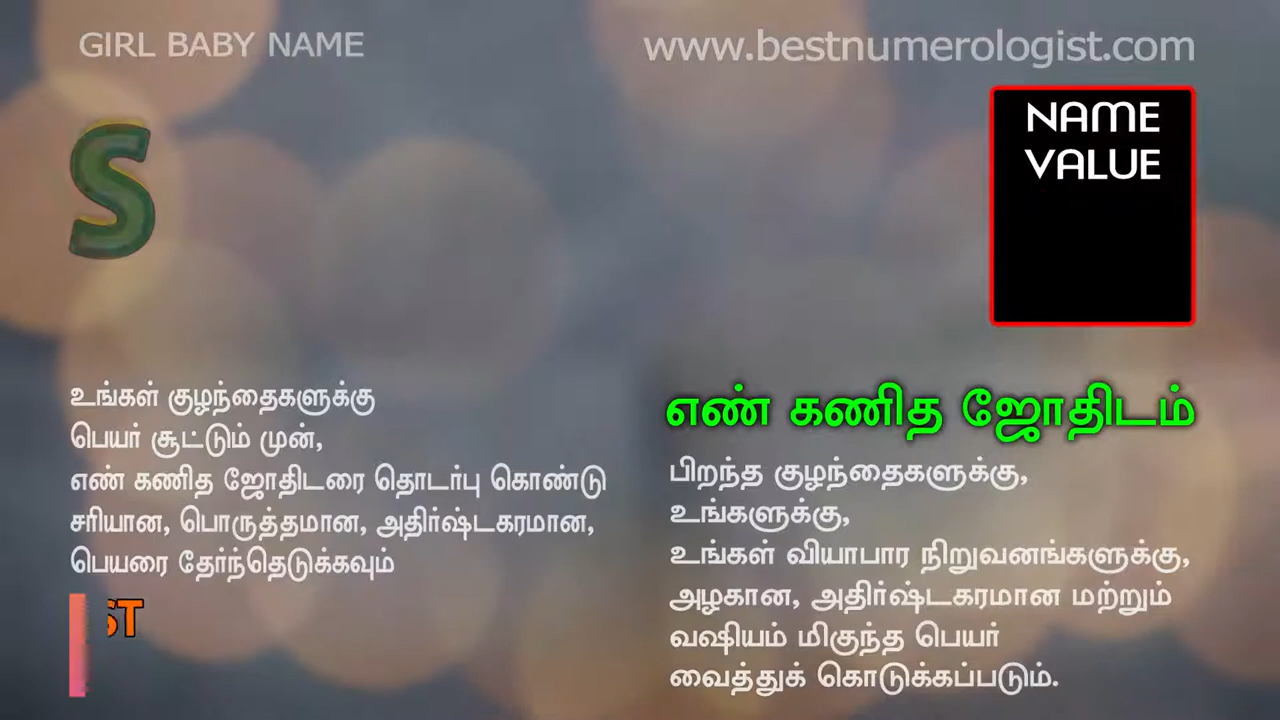 GIRL BABY NAME
www.bestnumerologist.com
S
NAME
VALUE
உங்கள் குழந்தைகளுக்கு
பெயர் சூட்டும் முன்,
எண் கணித ஜோதிடரை தொடர்பு கொண்டு
சரியான, பொருத்தமான, அதிர்ஷ்டகரமான,
பெயரை தேர்ந்தெடுக்கவும்
எண் கணித ஜோதிடம்
பிறந்த குழந்தைகளுக்கு,
உங்களுக்கு,
உங்கள் வியாபார நிறுவனங்களுக்கு,
அழகான, அதிர்ஷ்டகரமான மற்றும்
வஷியம் மிகுந்த பெயர்
வைத்துக் கொடுக்கப்படும்.